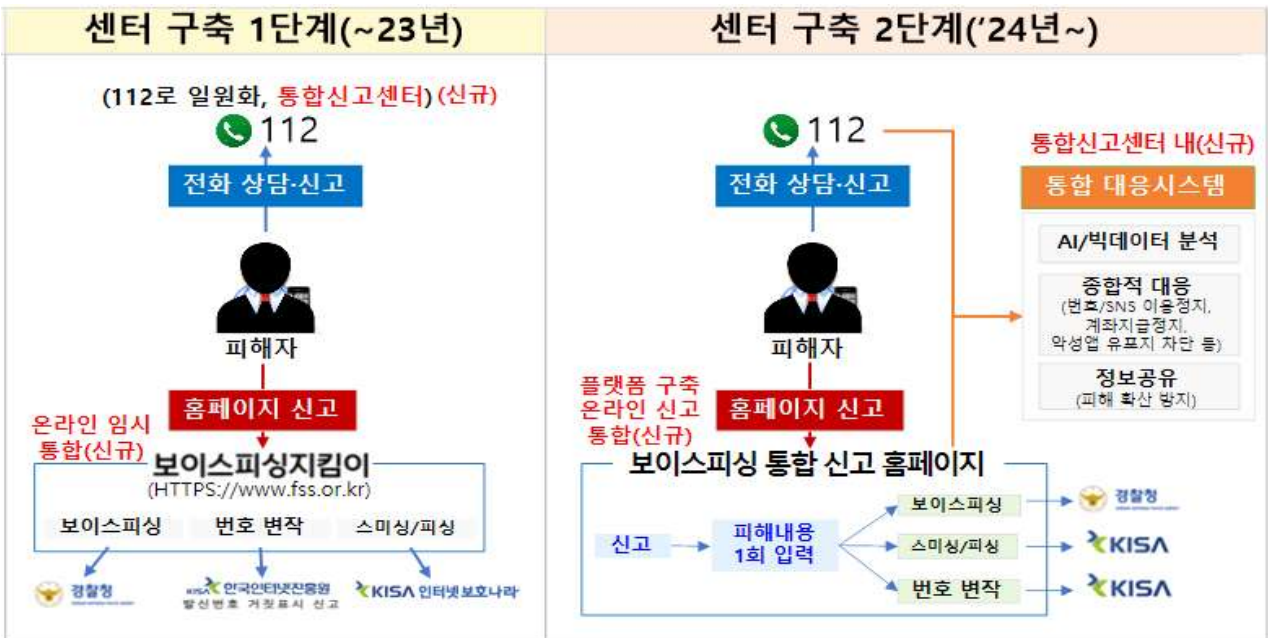 센터 구축 1단계(~23년)
(112로 일원화, 통합신고센터)(신규)
112
전화 상담·신고
피해자
홈페이지 신고
온라인 임시
통합(신규)
보이스피싱지킴이
(HTTPS://www.fss.or.kr)
보이스피싱
번호 변작
스미싱/피싱
경찰청
KISA 한국인터넷진흥원
발신번호 거짓표시 신고
KISA 인터넷보호나라
센터 구축 2단계('24년~)
112
전화 상담·신고
피해자
플랫폼 구축
온라인 신고
통합(신규)
홈페이지 신고
통합신고센터 내(신규)
통합 대응시스템
AI/빅데이터 분석
종합적 대응
(번호/SNS 이용정지,
계좌지급정지,
악성앱 유포지 차단 등)
정보공유
(피해 확산 방지)
보이스피싱 통합 신고 홈페이지
신고
피해내용
1회 입력
보이스피싱
경찰청
스미싱/피싱
KISA
번호 변작
KISA